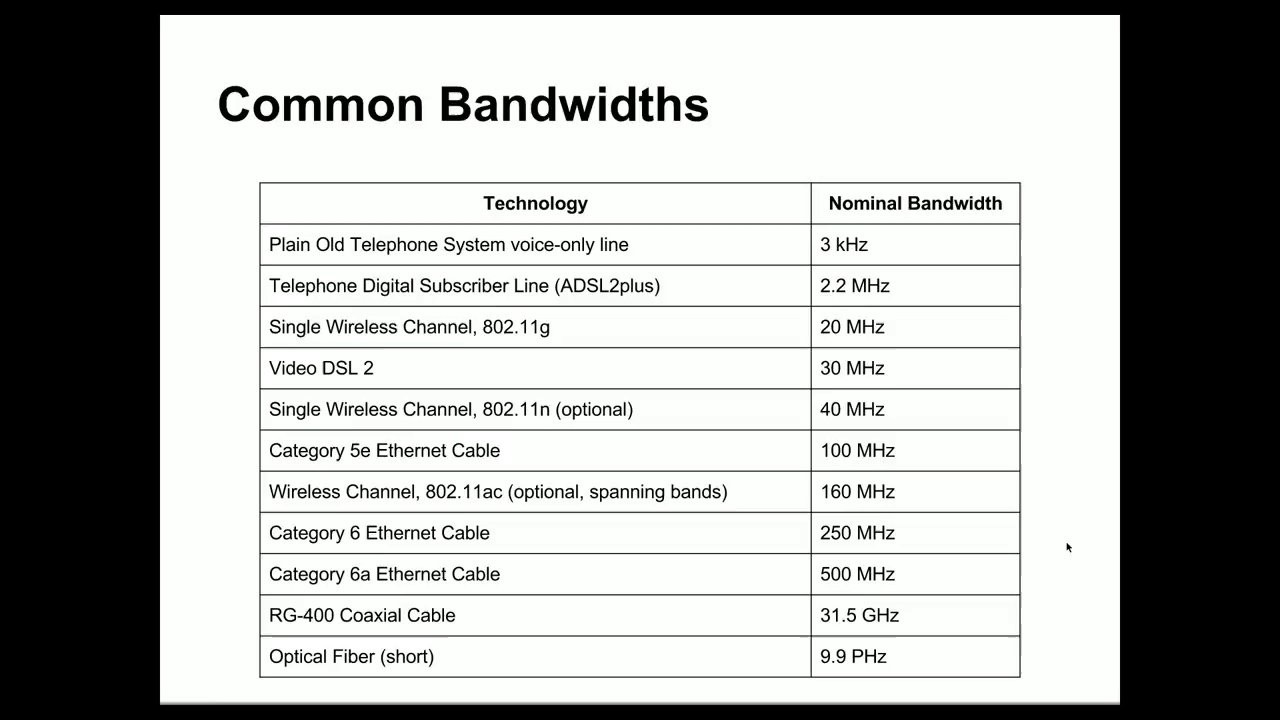 Common Bandwidths
Technology Nominal Bandwidth
Plain Old Telephone System voice-only line 3 kHz
Telephone Digital Subscriber Line (ADSL2plus) 2.2 MHz
Single Wireless Channel, 802.11g 20 MHz
Video DSL 2 30 MHz
Single Wireless Channel, 802.11n (optional) 40 MHz
Category 5e Ethernet Cable 100 MHz
Wireless Channel, 802.11ac (optional, spanning bands) 160 MHz
Category 6 Ethernet Cable 250 MHz
Category 6a Ethernet Cable 500 MHz
RG-400 Coaxial Cable 31.5 GHz
Optical Fiber (short) 9.9 PHz